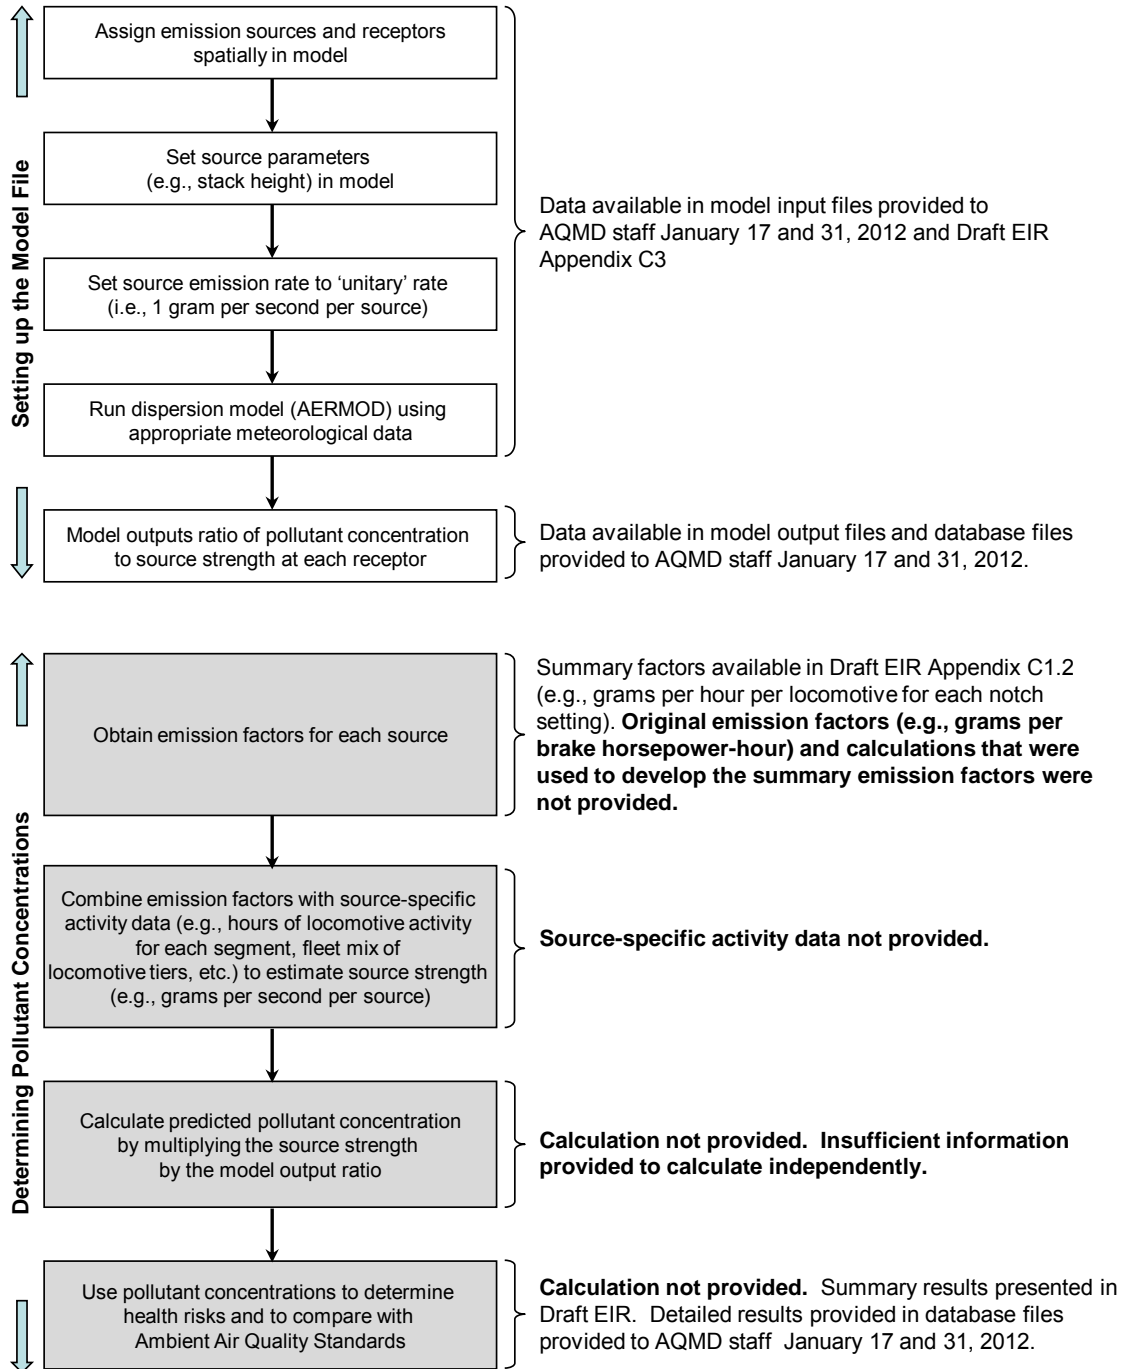 Setting up the Model File
Assign emission sources and receptors
spatially in model
Set source parameters
(e.g., stack height) in model
Set source emission rate to ‘unitary’ rate
(i.e., 1 gram per second per source)
Run dispersion model (AERMOD) using
appropriate meteorological data
Data available in model input files provided to
AQMD staff January 17 and 31, 2012 and Draft EIR
Appendix C3
Model outputs ratio of pollutant concentration
to source strength at each receptor
Data available in model output files and database files
provided to AQMD staff January 17 and 31, 2012.
Determining Pollutant Concentrations
Obtain emission factors for each source
Summary factors available in Draft EIR Appendix C1.2
(e.g., grams per hour per locomotive for each notch
setting). Original emission factors (e.g., grams per
brake horsepower-hour) and calculations that were
used to develop the summary emission factors were
not provided.
Combine emission factors with source-specific
activity data (e.g., hours of locomotive activity
for each segment, fleet mix of
locomotive tiers, etc.) to estimate source strength
(e.g., grams per second per source)
Source-specific activity data not provided.
Calculate predicted pollutant concentration
by multiplying the source strength
by the model output ratio
Calculation not provided. Insufficient information
provided to calculate independently.
Use pollutant concentrations to determine
health risks and to compare with
Ambient Air Quality Standards
Calculation not provided. Summary results presented in
Draft EIR. Detailed results provided in database files
provided to AQMD staff January 17 and 31, 2012.